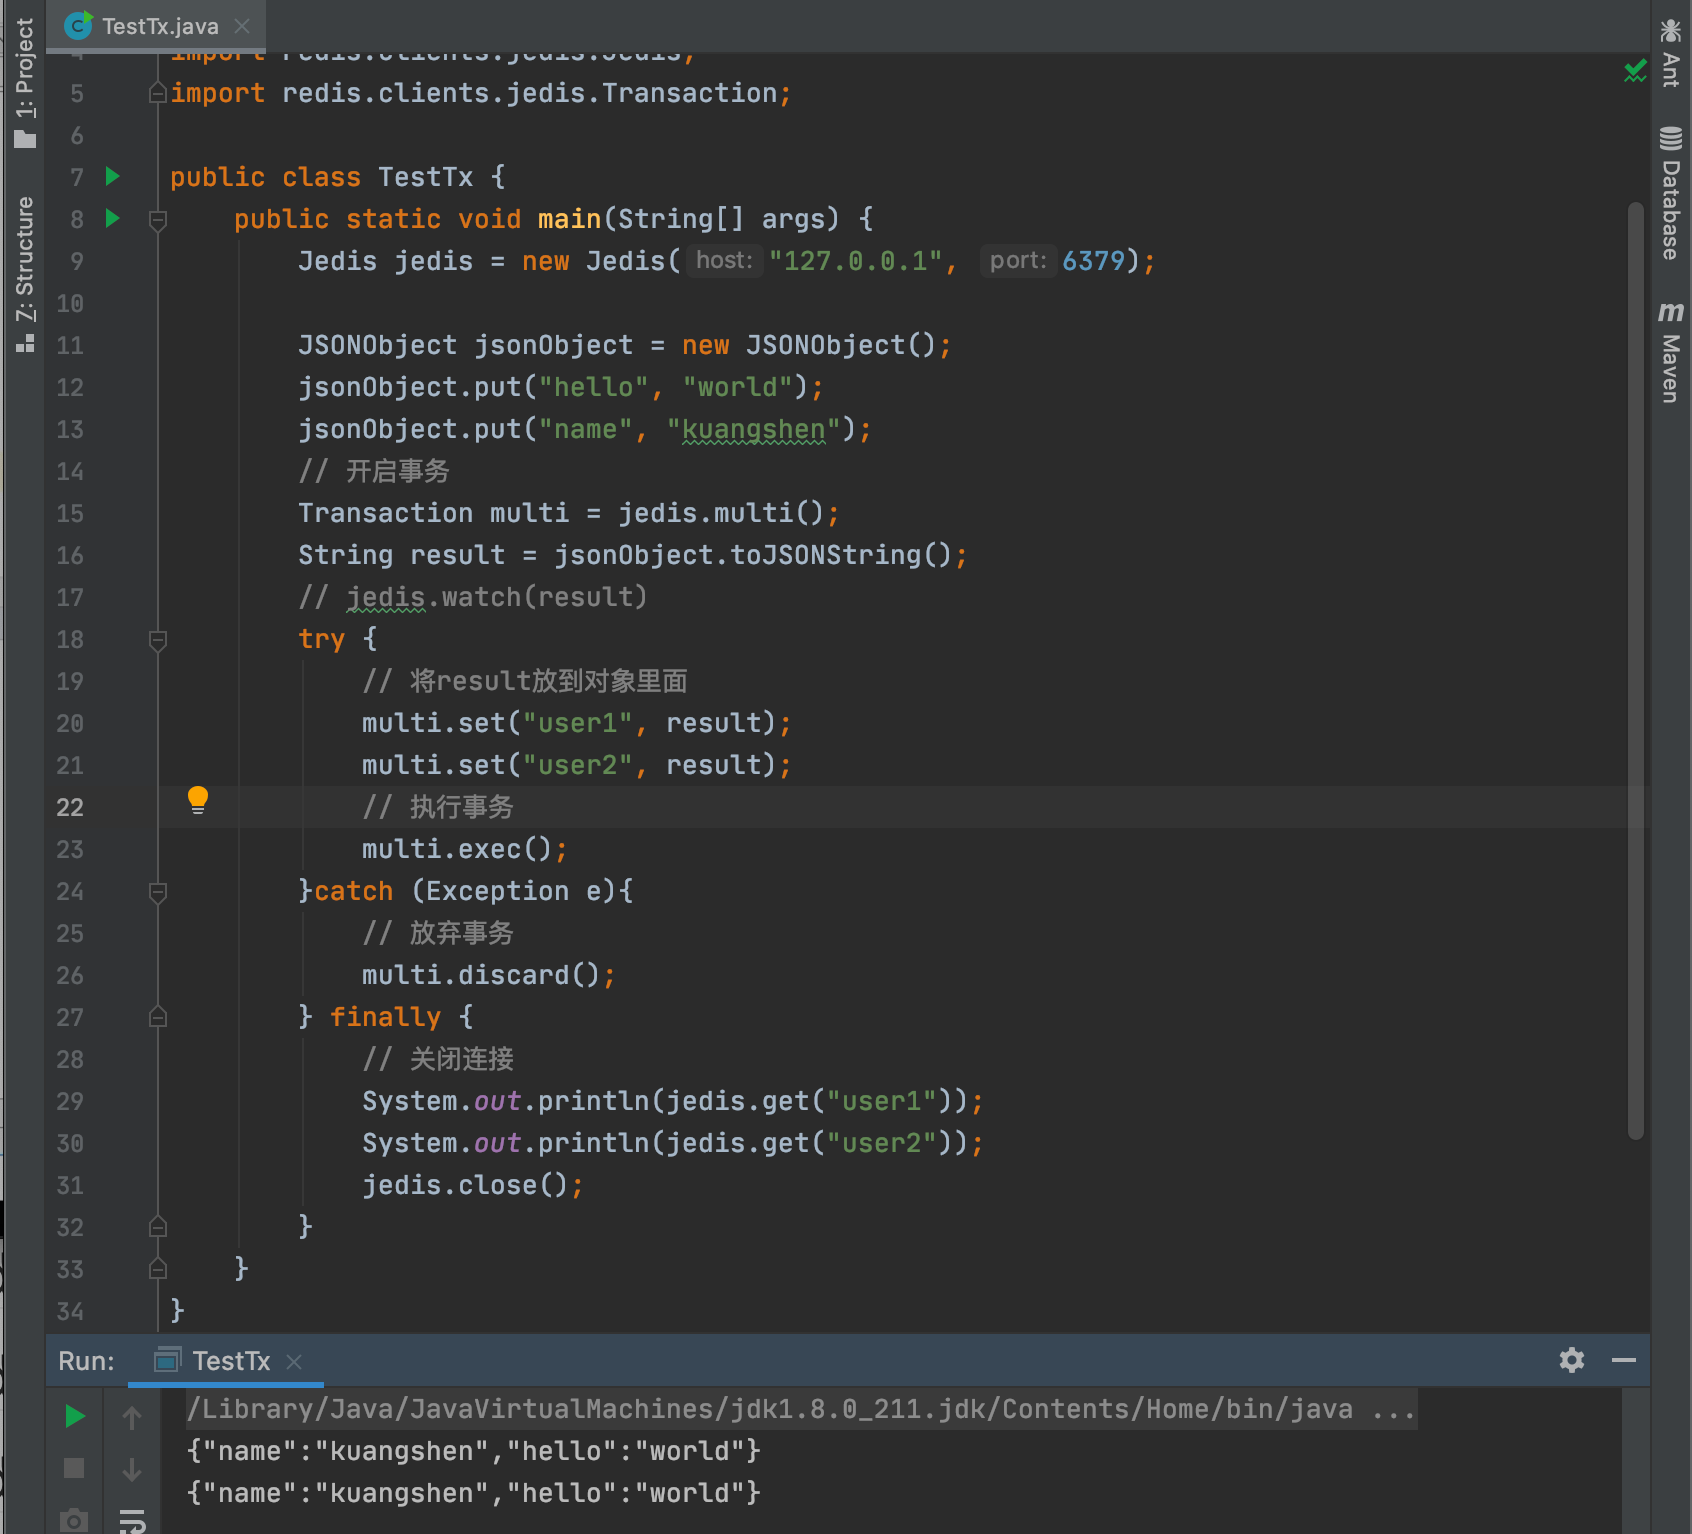 TestTx.java
1: Project
7: Structure
Ant
Database
m
Maven
4 import redis.clients.jedis.Jedis;
5 import redis.clients.jedis.Transaction;
6
7 public class TestTx {
8 public static void main(String[] args) {
9 Jedis jedis = new Jedis( host: "127.0.0.1", port: 6379);
10
11 JSONObject jsonObject = new JSONObject();
12 jsonObject.put("hello", "world");
13 jsonObject.put("name", "kuangshen");
14 // 开启事务
15 Transaction multi = jedis.multi();
16 String result = jsonObject.toJSONString();
17 // jedis.watch(result)
18 try {
19 // 将result放到对象里面
20 multi.set("user1", result);
21 multi.set("user2", result);
22 // 执行事务
23 multi.exec();
24 }catch (Exception e){
25 // 放弃事务
26 multi.discard();
27 } finally {
28 // 关闭连接
29 System.out.println(jedis.get("user1"));
30 System.out.println(jedis.get("user2"));
31 jedis.close();
32 }
33 }
34 }
Run: TestTx
/Library/Java/JavaVirtualMachines/jdk1.8.0_211.jdk/Contents/Home/bin/java ...
{"name":"kuangshen","hello":"world"}
{"name":"kuangshen","hello":"world"}